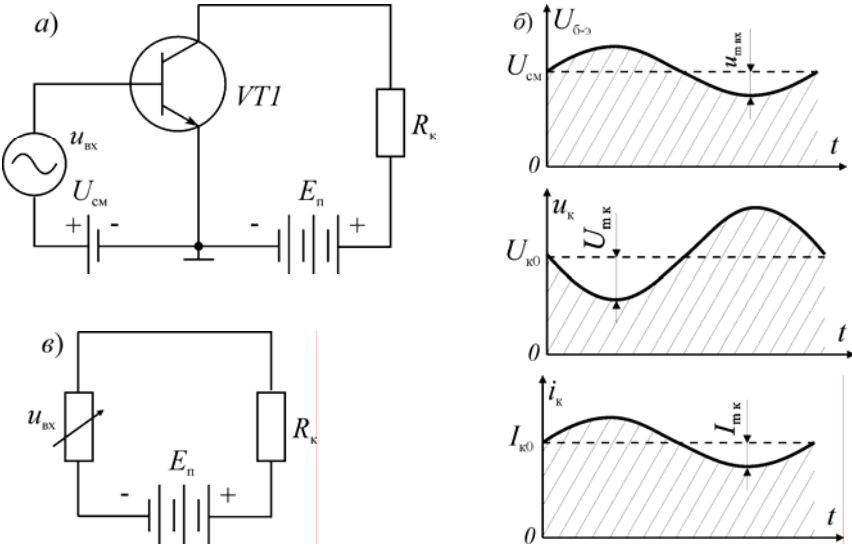 а)
VT1
Rк
uвх
Uсм
+ -
Eп
- +
б)
Uб-э
Uсм
um вх
0
t
uк
Um к
Uк0
0
t
iк
Im к
Iк0
0
t
в)
uвх
Rк
Eп
- +